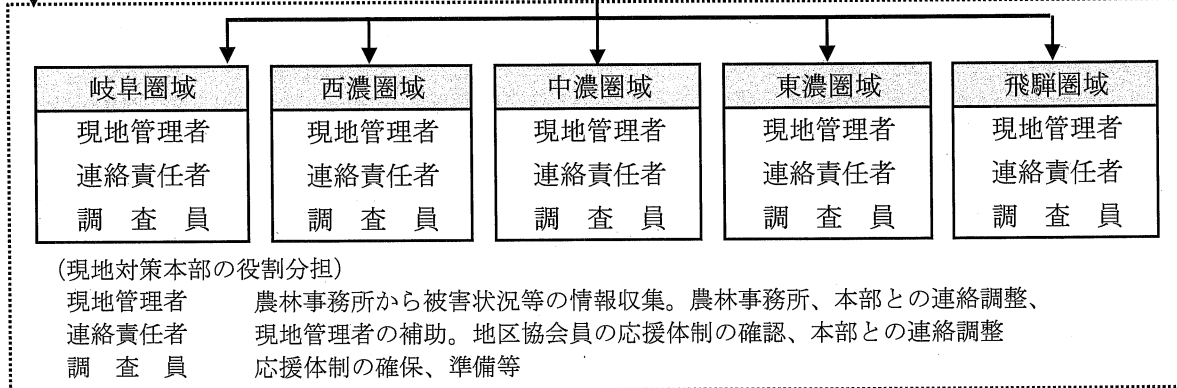 岐阜圏域 西濃圏域 中濃圏域 東濃圏域 飛騨圏域
現地管理者 現地管理者 現地管理者 現地管理者 現地管理者
連絡責任者 連絡責任者 連絡責任者 連絡責任者 連絡責任者
調　査　員 調　査　員 調　査　員 調　査　員 調　査　員
（現地対策本部の役割分担）
現地管理者　農林事務所から被害状況等の情報収集。農林事務所、本部との連絡調整、
連絡責任者　現地管理者の補助。地区協会員の応援体制の確認、本部との連絡調整
調　査　員　応援体制の確保、準備等